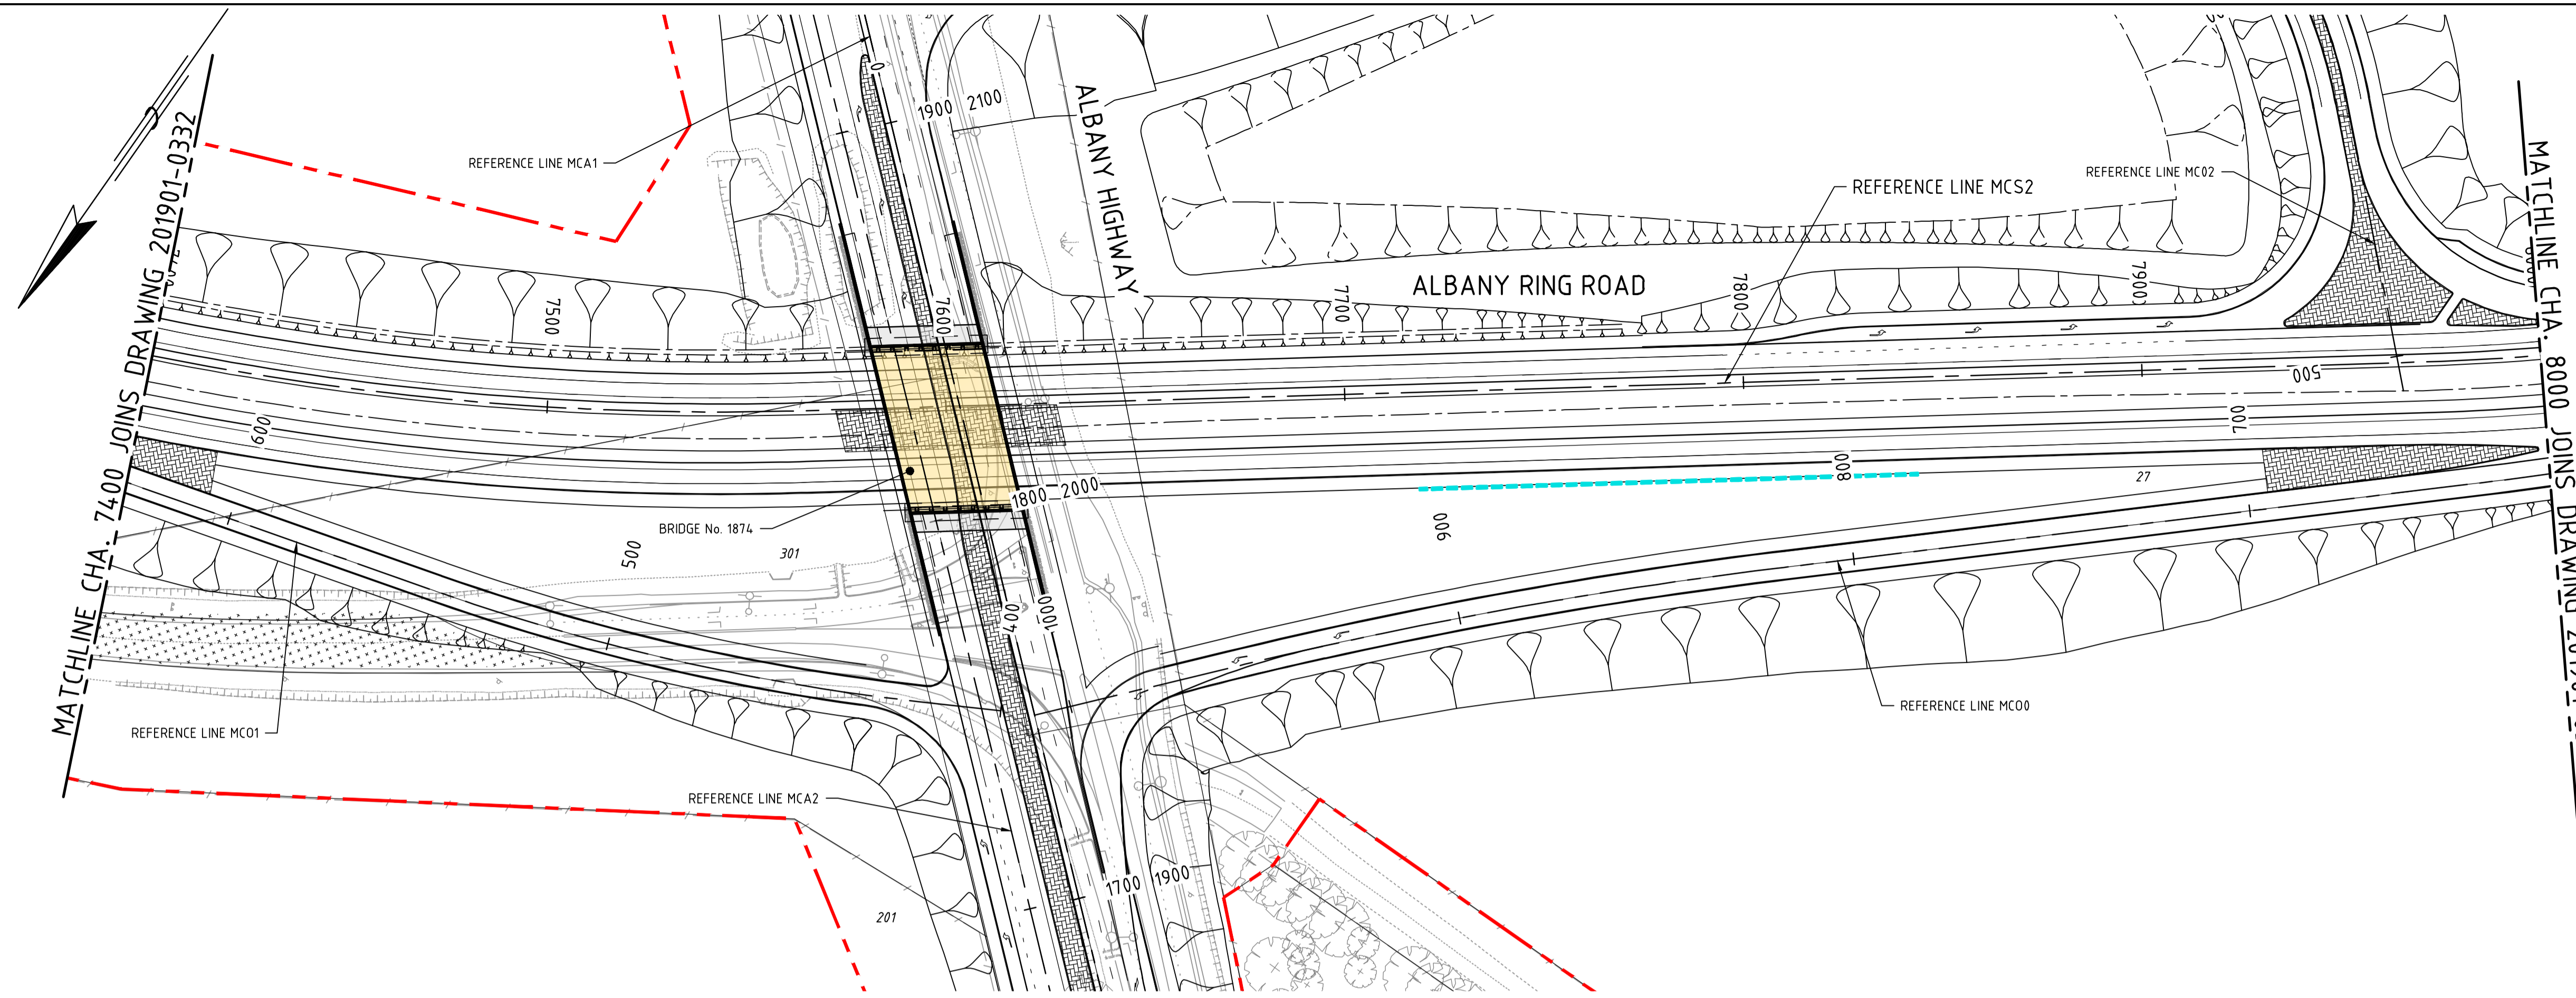 MATCHLINE CHA. 7400 JOINS DRAWING 201901-0332
REFERENCE LINE MCA1
0
1900
2100
ALBANY HIGHWAY
REFERENCE LINE MCS2
REFERENCE LINE MC02
ALBANY RING ROAD
7500
7600
7700
7800
7900
600
500
700
800
27
900
1800
2000
BRIDGE No. 1874
500
301
400
1000
REFERENCE LINE MC01
REFERENCE LINE MC00
REFERENCE LINE MCA2
1700
1900
201
MATCHLINE CHA. 8000 JOINS DRAWING